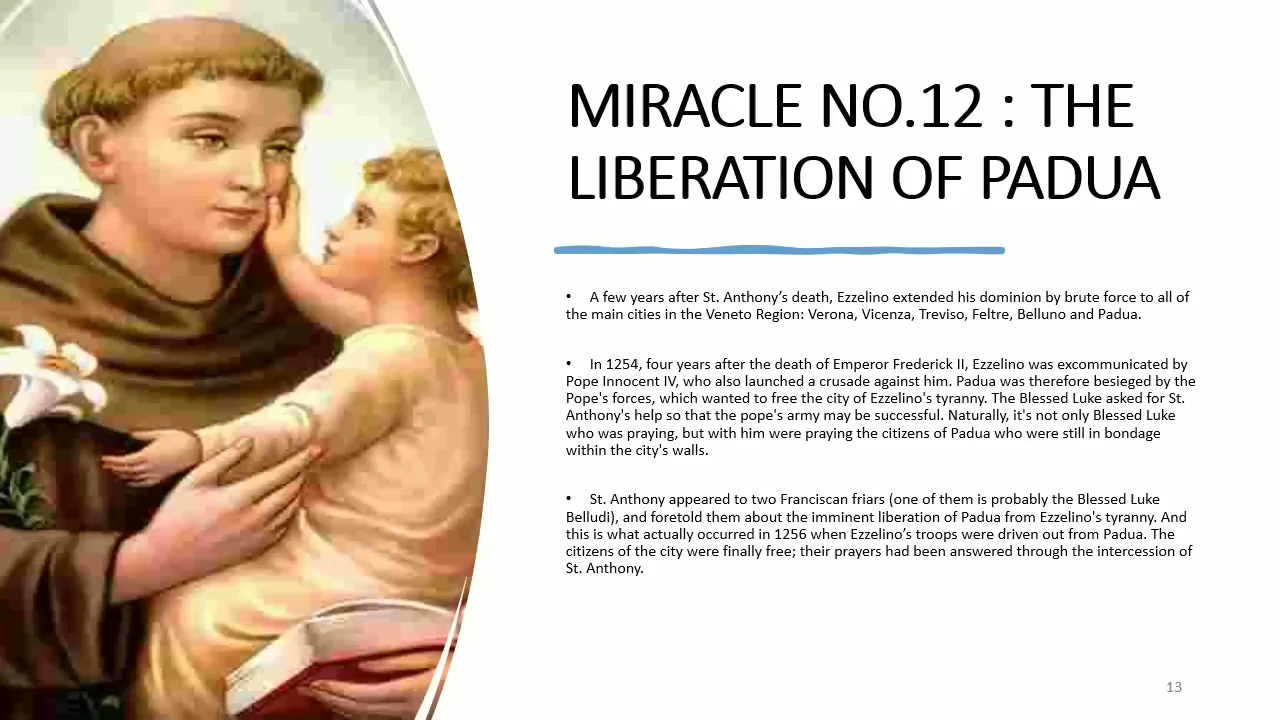 MIRACLE NO.12 : THE
LIBERATION OF PADUA
• A few years after St. Anthony’s death, Ezzelino extended his dominion by brute force to all of
the main cities in the Veneto Region: Verona, Vicenza, Treviso, Feltre, Belluno and Padua.
• In 1254, four years after the death of Emperor Frederick II, Ezzelino was excommunicated by
Pope Innocent IV, who also launched a crusade against him. Padua was therefore besieged by the
Pope's forces, which wanted to free the city of Ezzelino's tyranny. The Blessed Luke asked for St.
Anthony's help so that the pope's army may be successful. Naturally, it's not only Blessed Luke
who was praying, but with him were praying the citizens of Padua who were still in bondage
within the city's walls.
• St. Anthony appeared to two Franciscan friars (one of them is probably the Blessed Luke
Belludi), and foretold them about the imminent liberation of Padua from Ezzelino's tyranny. And
this is what actually occurred in 1256 when Ezzelino’s troops were driven out from Padua. The
citizens of the city were finally free; their prayers had been answered through the intercession of
St. Anthony.
13